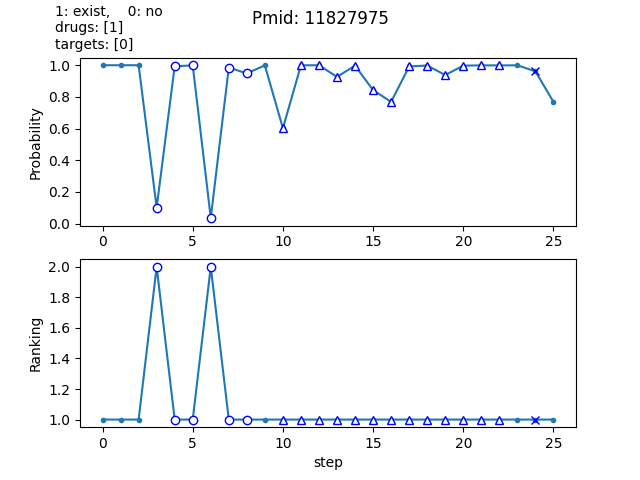 1: exist,    0: no
drugs: [1]
targets: [0]
Pmid: 11827975
Probability
1.0
0.8
0.6
0.4
0.2
0.0
0 5 10 15 20 25
Ranking
2.0
1.8
1.6
1.4
1.2
1.0
0 5 10 15 20 25
step